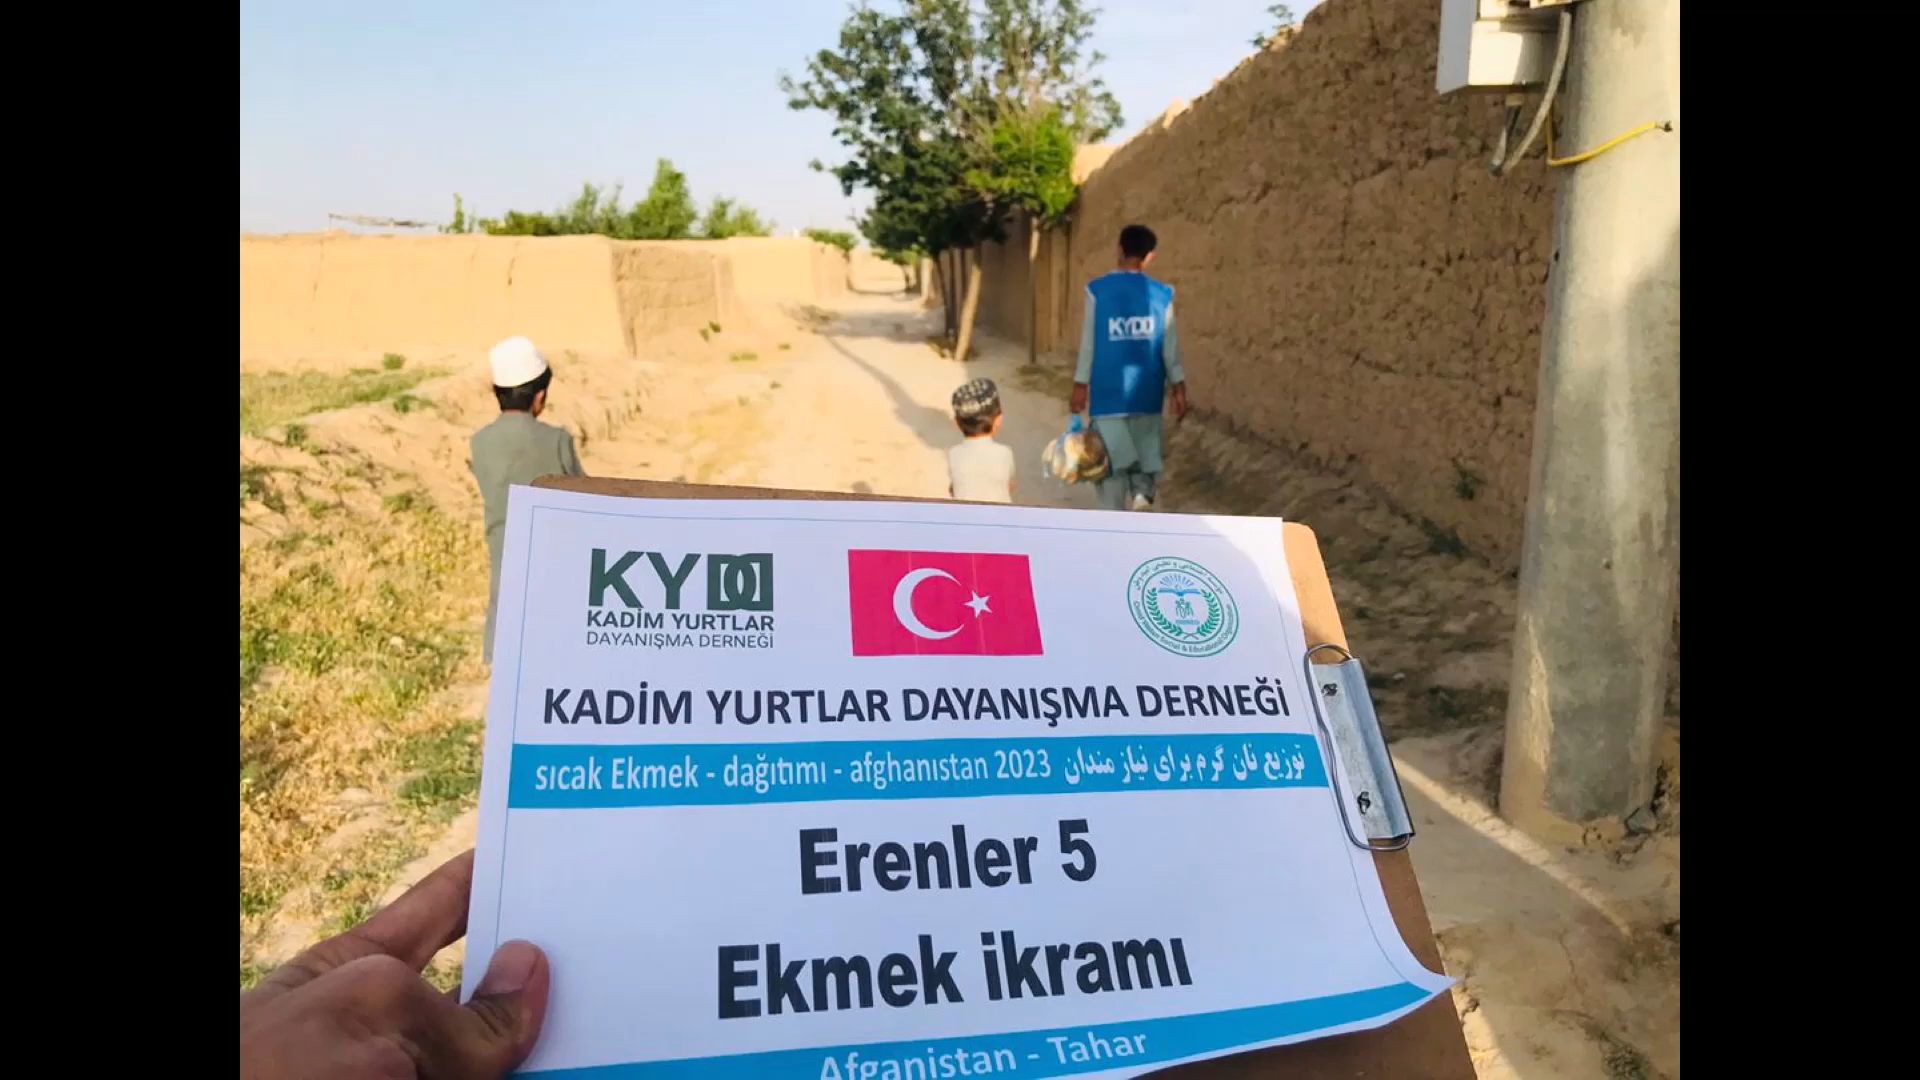 KYDD
KYDD
KADİM YURTLAR
DAYANIŞMA DERNEĞİ
KADİM YURTLAR DAYANIŞMA DERNEĞİ
sıcak Ekmek - dağıtımı - afghanıstan 2023 توزیع نان گرم برای نیاز مندان
Erenler 5
Ekmek ikramı
Afganistan - Tahar